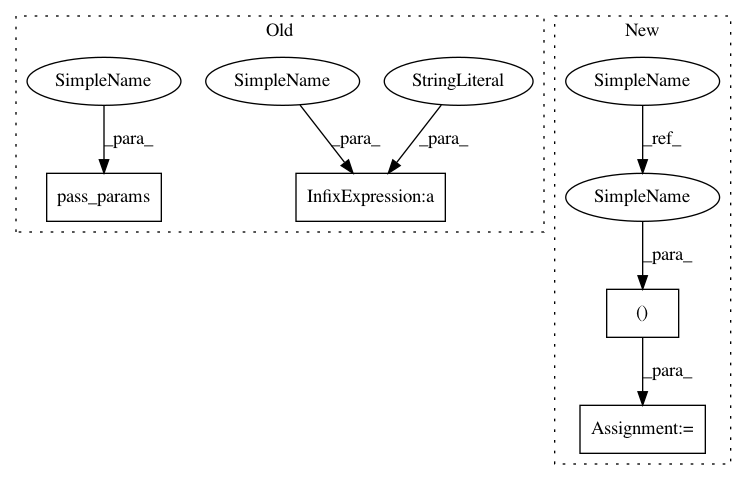 Old
New
SimpleName
SimpleName
StringLiteral
SimpleName
_para_
_para_
_para_
_ref_
pass_params
InfixExpression:a
SimpleName
_para_
()
_para_
Assignment:=